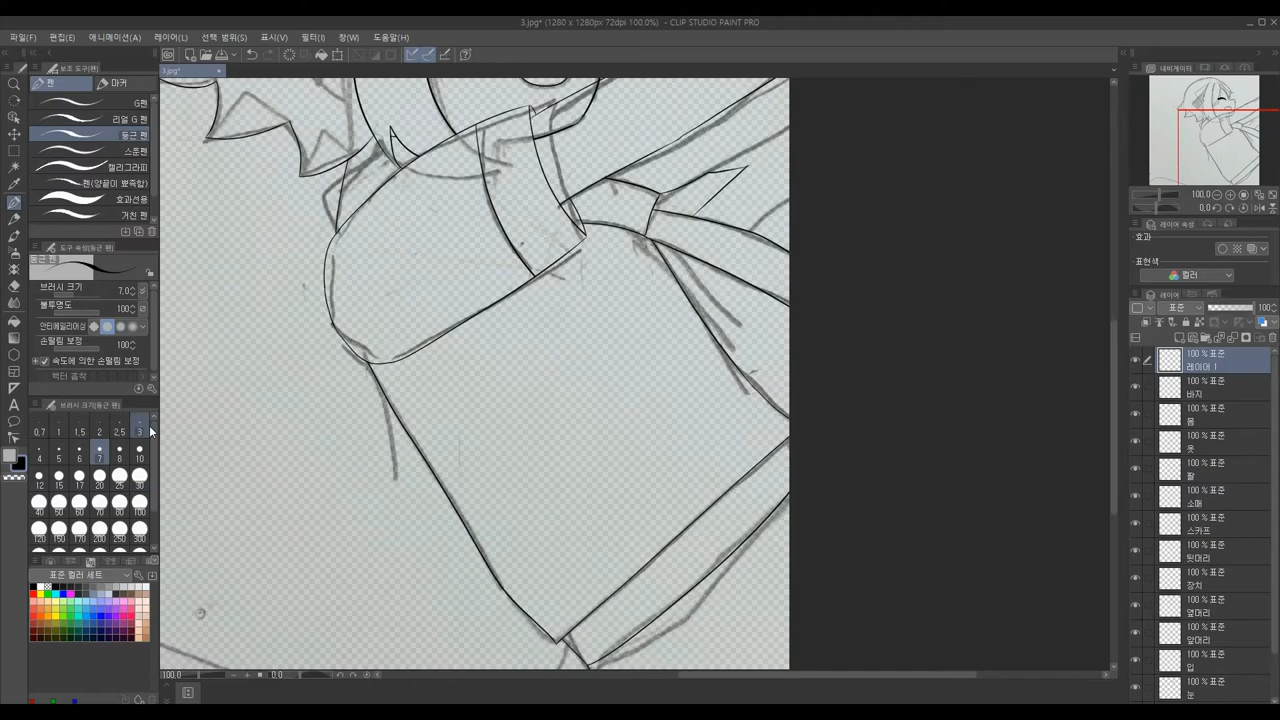 3.jpg* (1280 x 1280px 72dpi 100.0%) - CLIP STUDIO PAINT PRO
파일(F) 편집(E) 애니메이션(A) 레이어(L) 선택 범위(S) 표시(V) 필터(I) 창(W) 도움말(H)
보조 도구(펜)
3.jpg*
내비게이터
펜 마커
G펜
리얼 G 펜
둥근 펜
스푼펜
캘리그라피
펜(양끝이 뾰족함)
효과선용
거친 펜
100.0
0.0
레이어 속성
도구 속성(둥근 펜)
효과
둥근 펜
표현색
컬러
브러시 크기 7.0
불투명도 100
안티에일리어싱
손떨림 보정 100
속도에 의한 손떨림 보정
벡터 흡착
레이어
표준 100
브러시 크기(둥근 펜)
0.7 1 1.5 2 2.5 3
4 5 6 7 8 10
12 15 17 20 25 30
40 50 60 70 80 100
120 150 170 200 250 300
표준 컬러 세트
100 % 표준
레이어 1
100 % 표준
바지
100 % 표준
몸
100 % 표준
옷
100 % 표준
팔
100 % 표준
소매
100 % 표준
스카프
100 % 표준
뒷머리
100 % 표준
장치
100 % 표준
옆머리
100 % 표준
앞머리
100 % 표준
입
100 % 표준
눈
100.0 0.0